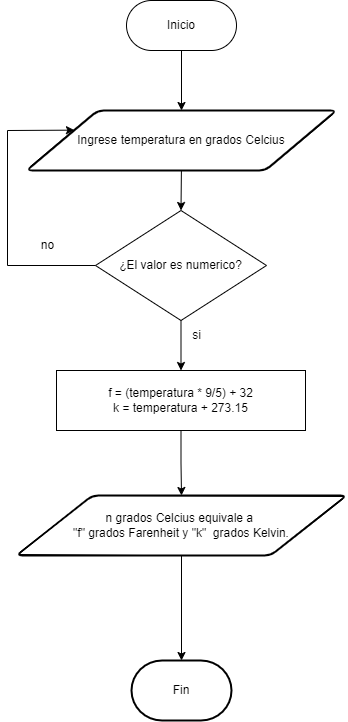 Inicio
Ingrese temperatura en grados Celcius
¿El valor es numerico?
no
si
f = (temperatura * 9/5) + 32
k = temperatura + 273.15
n grados Celcius equivale a
"f" grados Farenheit y "k" grados Kelvin.
Fin